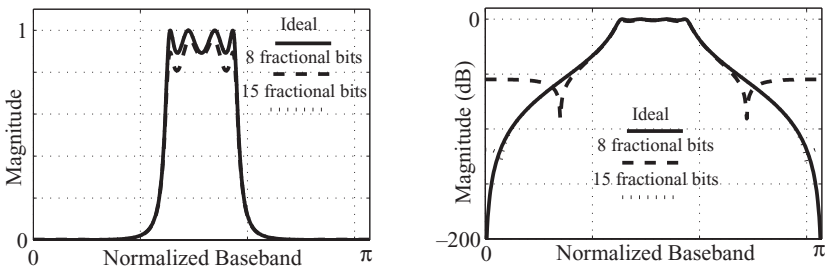 1
Ideal
8 fractional bits
15 fractional bits
Magnitude
0
0
Normalized Baseband
π
0
Ideal
8 fractional bits
15 fractional bits
Magnitude (dB)
−200
0
Normalized Baseband
π